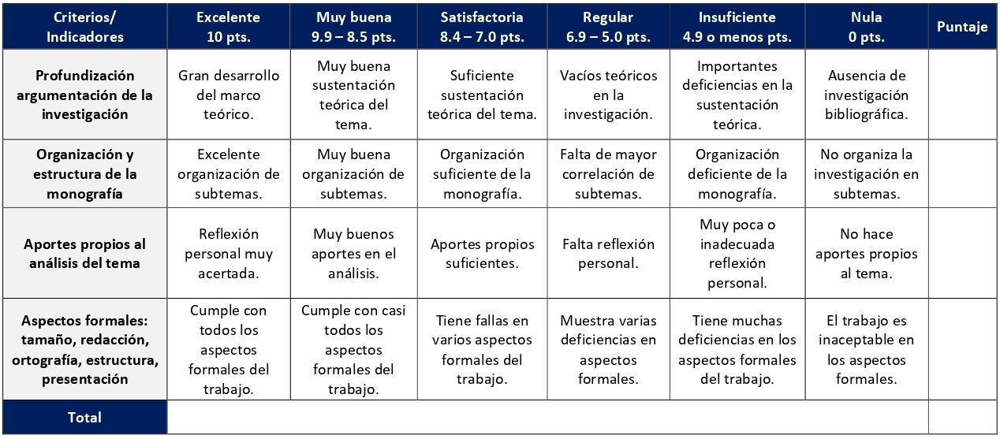 Criterios/
Indicadores
Excelente
10 pts.
Muy buena
9.9 – 8.5 pts.
Satisfactoria
8.4 – 7.0 pts.
Regular
6.9 – 5.0 pts.
Insuficiente
4.9 o menos pts.
Nula
0 pts.
Puntaje
Profundización
argumentación de la
investigación
Gran desarrollo
del marco
teórico.
Muy buena
sustentación
teórica del
tema.
Suficiente
sustentación
teórica del tema.
Vacíos teóricos
en la
investigación.
Importantes
deficiencias en la
sustentación
teórica.
Ausencia de
investigación
bibliográfica.
Organización y
estructura de la
monografía
Excelente
organización de
subtemas.
Muy buena
organización de
subtemas.
Organización
suficiente de la
monografía.
Falta de mayor
correlación de
subtemas.
Organización
deficiente de la
monografía.
No organiza la
investigación en
subtemas.
Aportes propios al
análisis del tema
Reflexión
personal muy
acertada.
Muy buenos
aportes en el
análisis.
Aportes propios
suficientes.
Falta reflexión
personal.
Muy poca o
inadecuada
reflexión
personal.
No hace
aportes propios
al tema.
Aspectos formales:
tamaño, redacción,
ortografía, estructura,
presentación
Cumple con
todos los
aspectos
formales del
trabajo.
Cumple con casi
todos los
aspectos
formales del
trabajo.
Tiene fallas en
varios aspectos
formales del
trabajo.
Muestra varias
deficiencias en
aspectos
formales.
Tiene muchas
deficiencias en los
aspectos formales
del trabajo.
El trabajo es
inaceptable en
los aspectos
formales.
Total